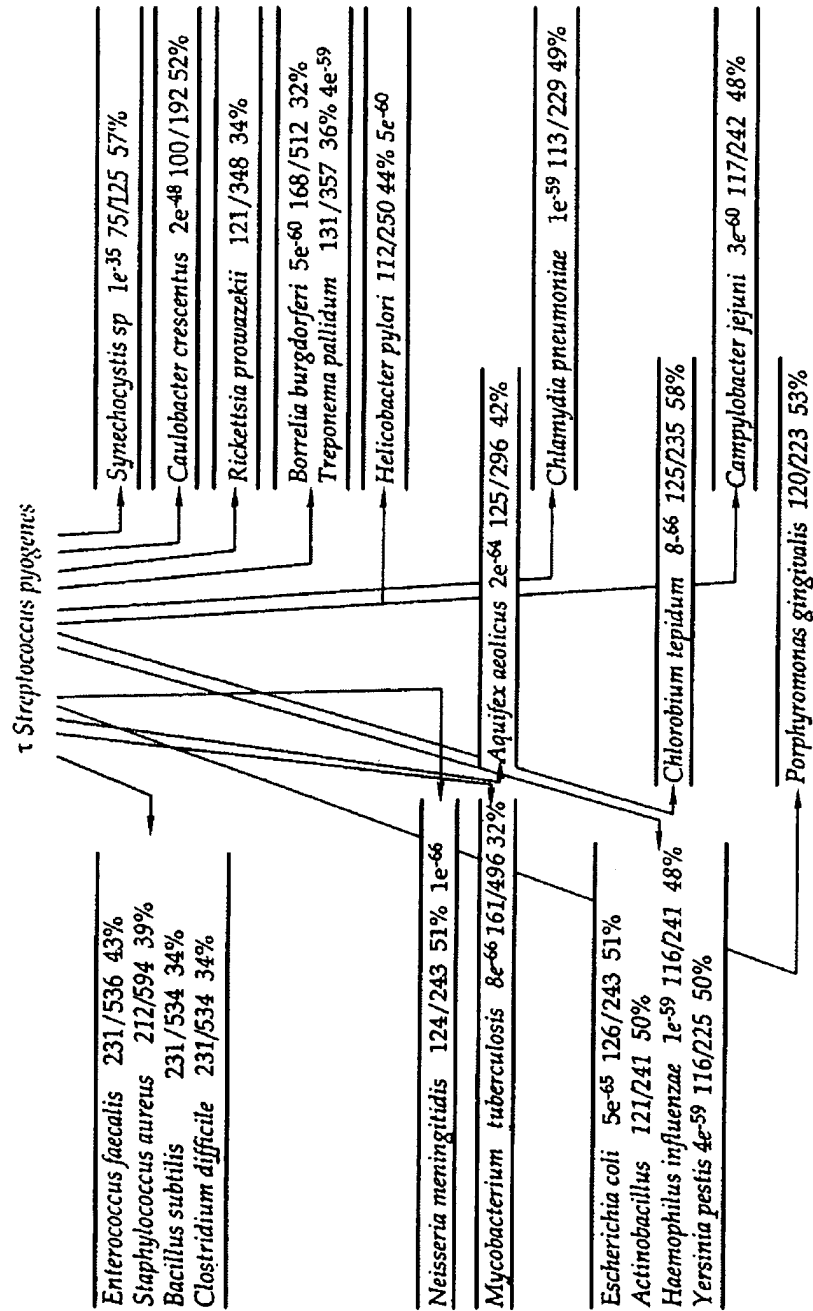 τ Streptococcus pyogenes
Enterococcus faecalis 231/536 43%
Staphylococcus aureus 212/594 39%
Bacillus subtilis 231/534 34%
Clostridium difficile 231/534 34%
Neisseria meningitidis 124/243 51% 1e-66
Mycobacterium tuberculosis 8e-66 161/496 32%
Escherichia coli 5e-65 126/243 51%
Actinobacillus 121/241 50%
Haemophilus influenzae 1e-59 116/241 48%
Yersinia pestis 4e-59 116/225 50%
Synechocystis sp 1e-35 75/125 57%
Caulobacter crescentus 2e-48 100/192 52%
Rickettsia prowazekii 121/348 34%
Borrelia burgdorferi 5e-60 168/512 32%
Treponema pallidum 131/357 36% 4e-59
Helicobacter pylori 112/250 44% 5e-60
Aquifex aeolicus 2e-64 125/296 42%
Chlamydia pneumoniae 1e-59 113/229 49%
Chlorobium tepidum 8-66 125/235 58%
Campylobacter jejuni 3e-60 117/242 48%
Porphyromonas gingivalis 120/223 53%